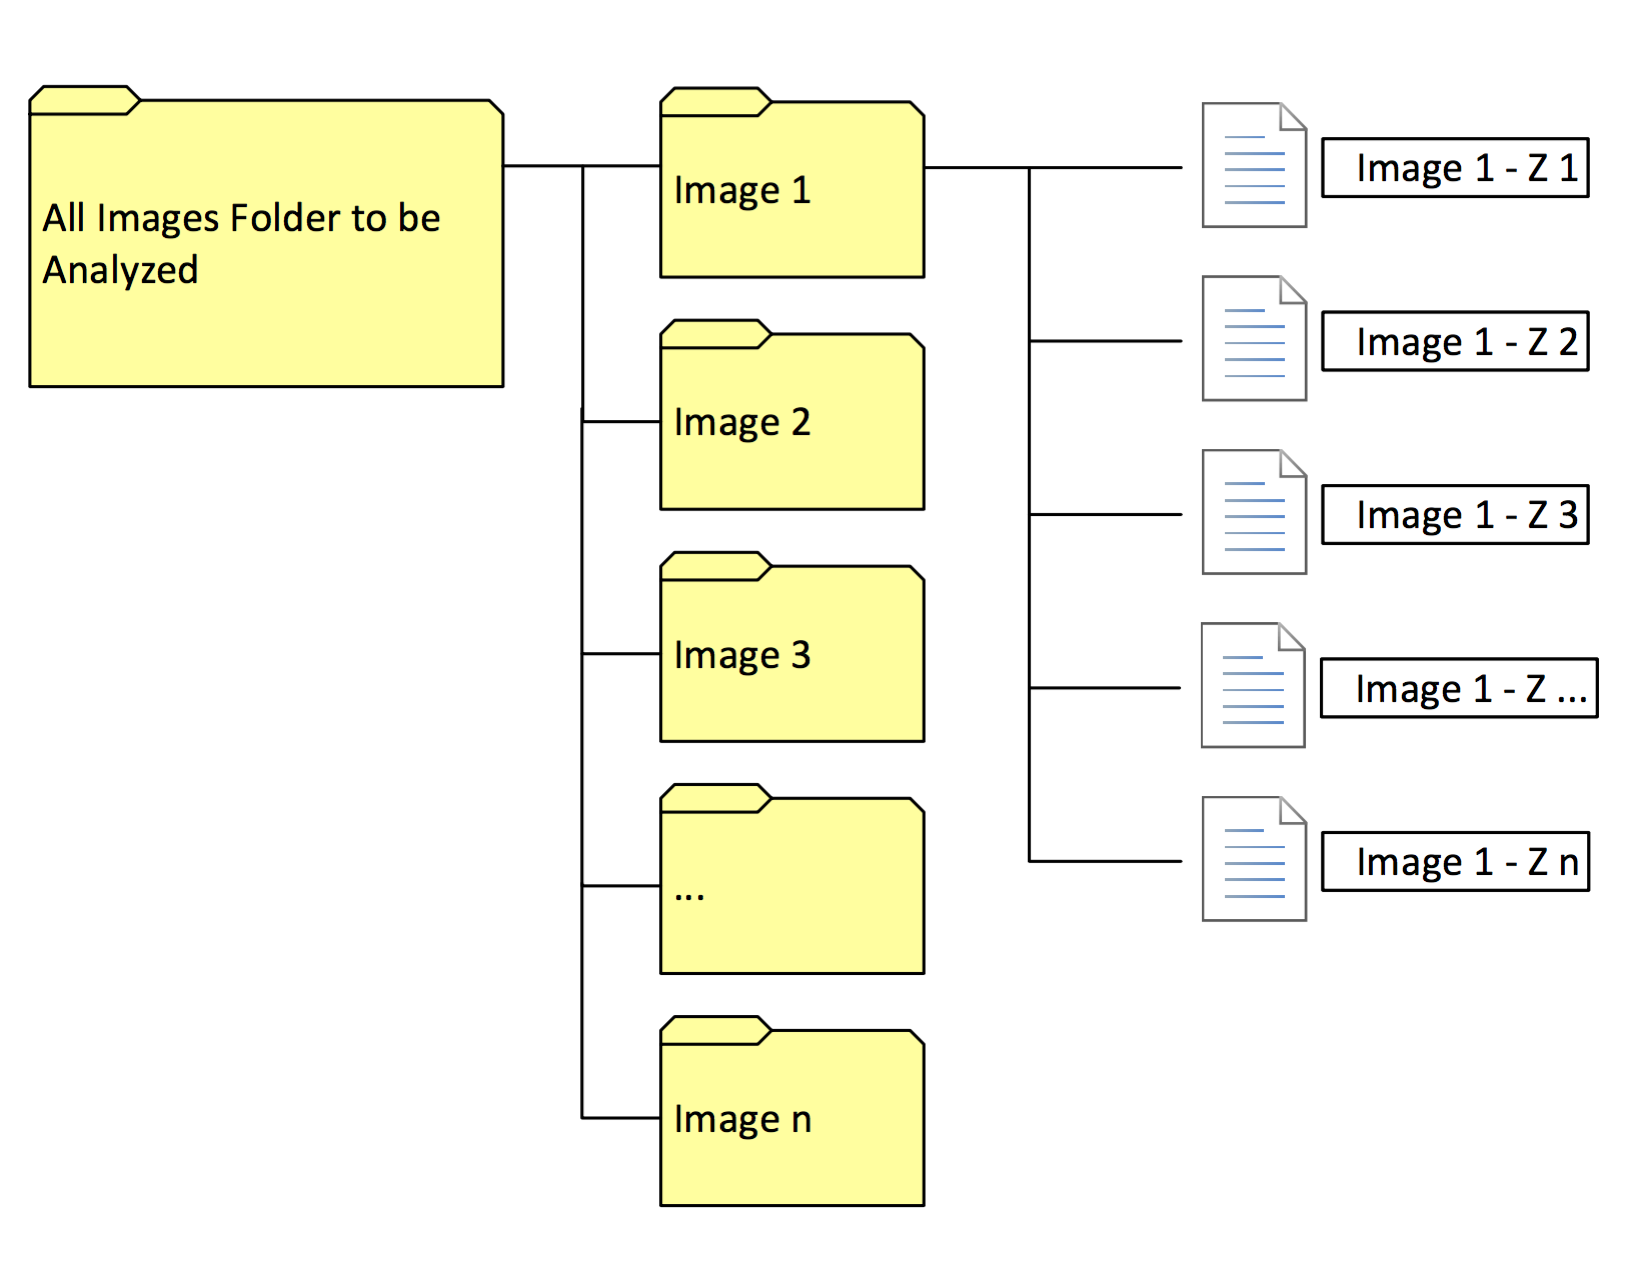 All Images Folder to be
Analyzed
Image 1
Image 2
Image 3
...
Image n
Image 1 - Z 1
Image 1 - Z 2
Image 1 - Z 3
Image 1 - Z ...
Image 1 - Z n